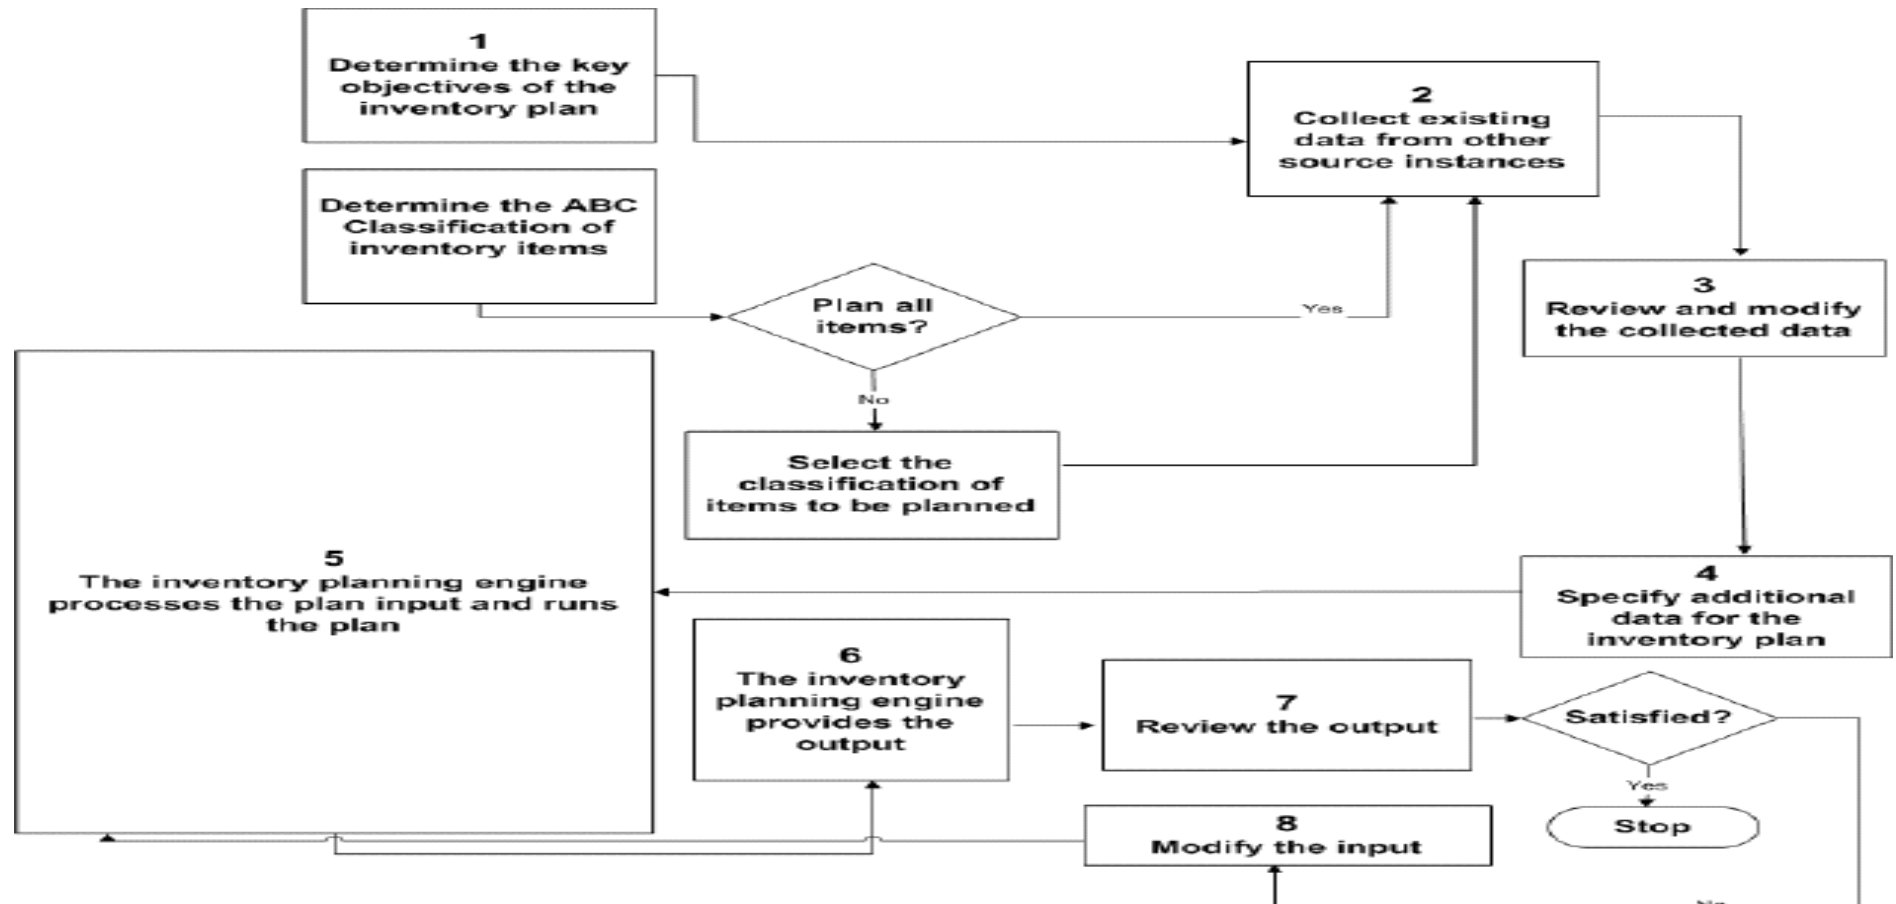 1
Determine the key
objectives of the
inventory plan
2
Collect existing
data from other
source instances
Determine the ABC
Classification of
inventory items
Plan all
items?
Yes
3
Review and modify
the collected data
No
Select the
classification of
items to be planned
5
The inventory planning engine
processes the plan input and runs
the plan
4
Specify additional
data for the
inventory plan
6
The inventory
planning engine
provides the
output
7
Review the output
Satisfied?
Yes
Stop
8
Modify the input
No